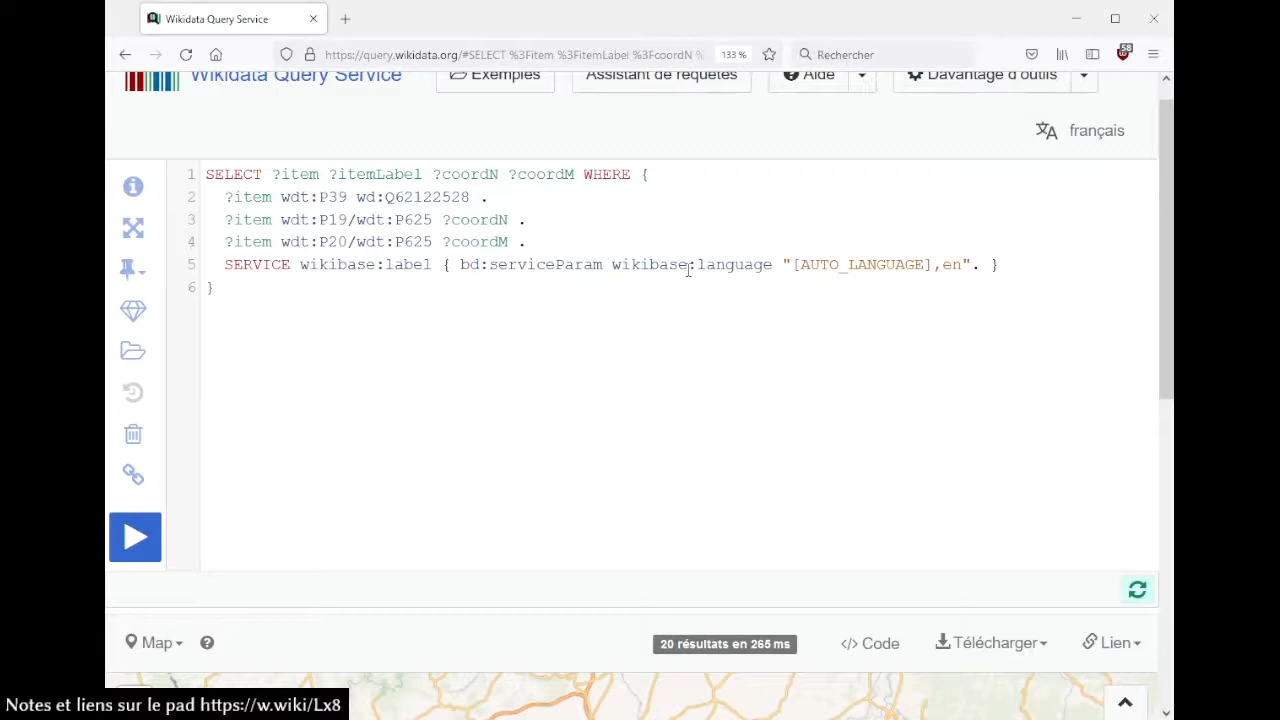 Wikidata Query Service
https://query.wikidata.org/#SELECT %3Fitem %3FitemLabel %3FcoordN %
133 %
Rechercher
58
Wikidata Query Service
Exemples
Assistant de requêtes
Aide
Davantage d'outils
français
1 SELECT ?item ?itemLabel ?coordN ?coordM WHERE {
2 ?item wdt:P39 wd:Q62122528 .
3 ?item wdt:P19/wdt:P625 ?coordN .
4 ?item wdt:P20/wdt:P625 ?coordM .
5 SERVICE wikibase:label { bd:serviceParam wikibase:language "[AUTO_LANGUAGE],en". }
6 }
Map
20 résultats en 265 ms
</> Code
Télécharger
Lien
Notes et liens sur le pad https://w.wiki/Lx8